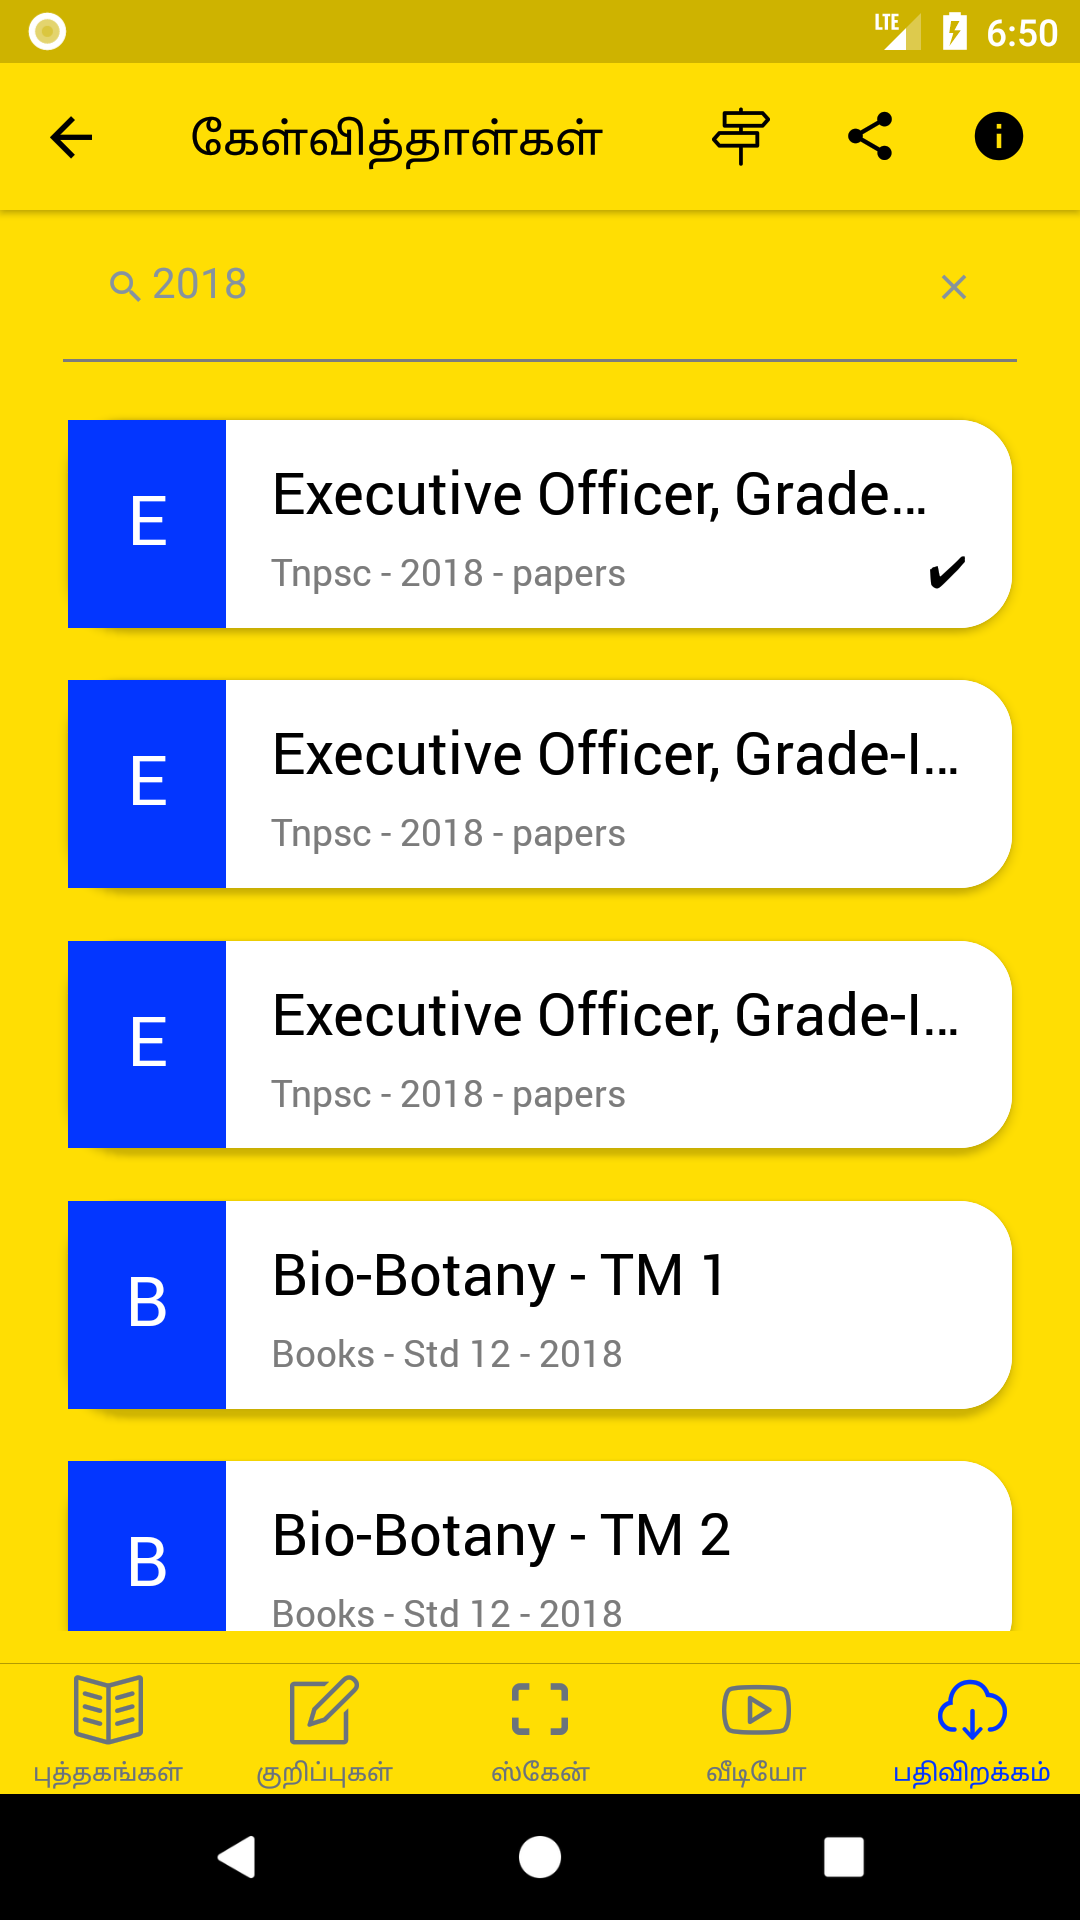 LTE 6:50
கேள்வித்தாள்கள்
2018
E
Executive Officer, Grade...
Tnpsc - 2018 - papers
E
Executive Officer, Grade-I...
Tnpsc - 2018 - papers
E
Executive Officer, Grade-I...
Tnpsc - 2018 - papers
B
Bio-Botany - TM 1
Books - Std 12 - 2018
B
Bio-Botany - TM 2
Books - Std 12 - 2018
புத்தகங்கள் குறிப்புகள் ஸ்கேன் வீடியோ பதிவிறக்கம்